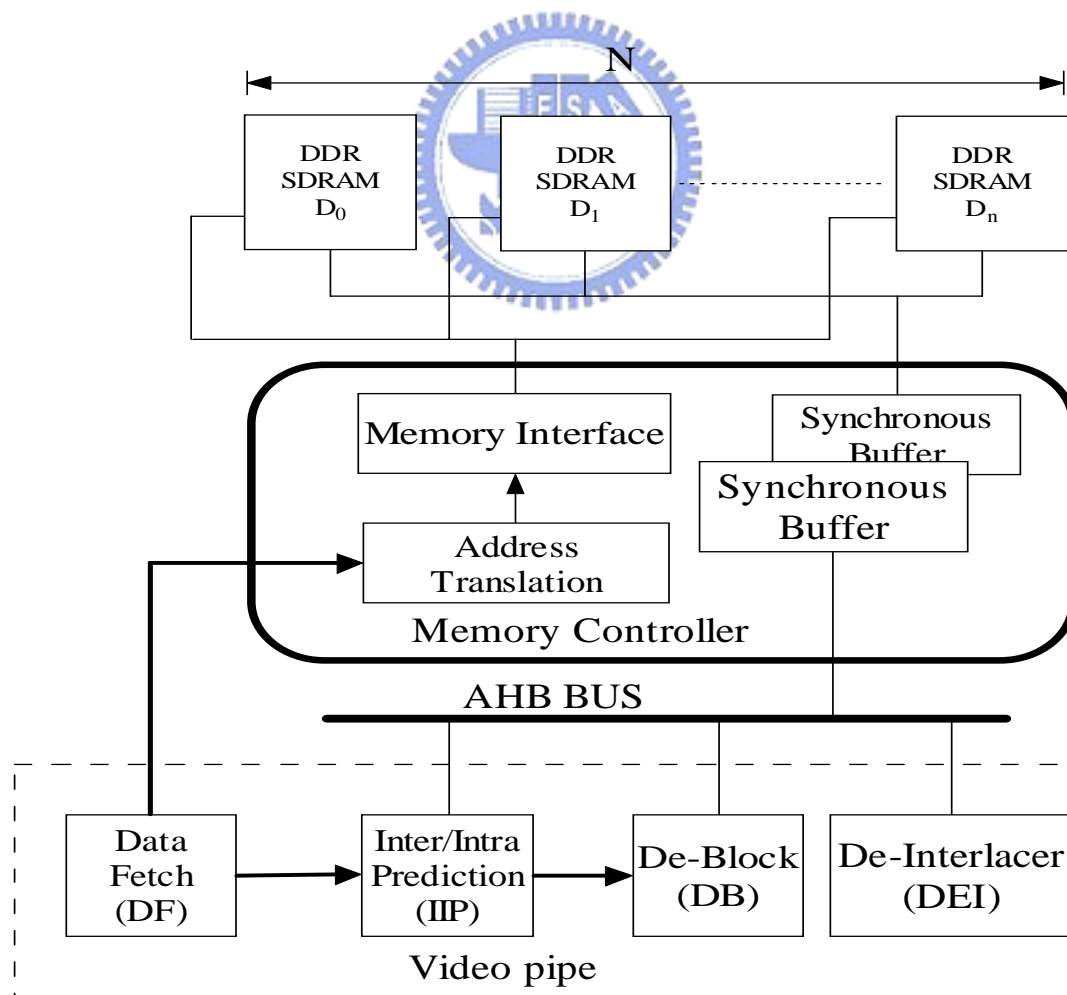 N
E S A
DDR
SDRAM
D0
DDR
SDRAM
D1
DDR
SDRAM
Dn
Memory Interface
Synchronous
Buffer
Synchronous
Buffer
Address
Translation
Memory Controller
AHB BUS
Data
Fetch
(DF)
Inter/Intra
Prediction
(IIP)
De-Block
(DB)
De-Interlacer
(DEI)
Video pipe